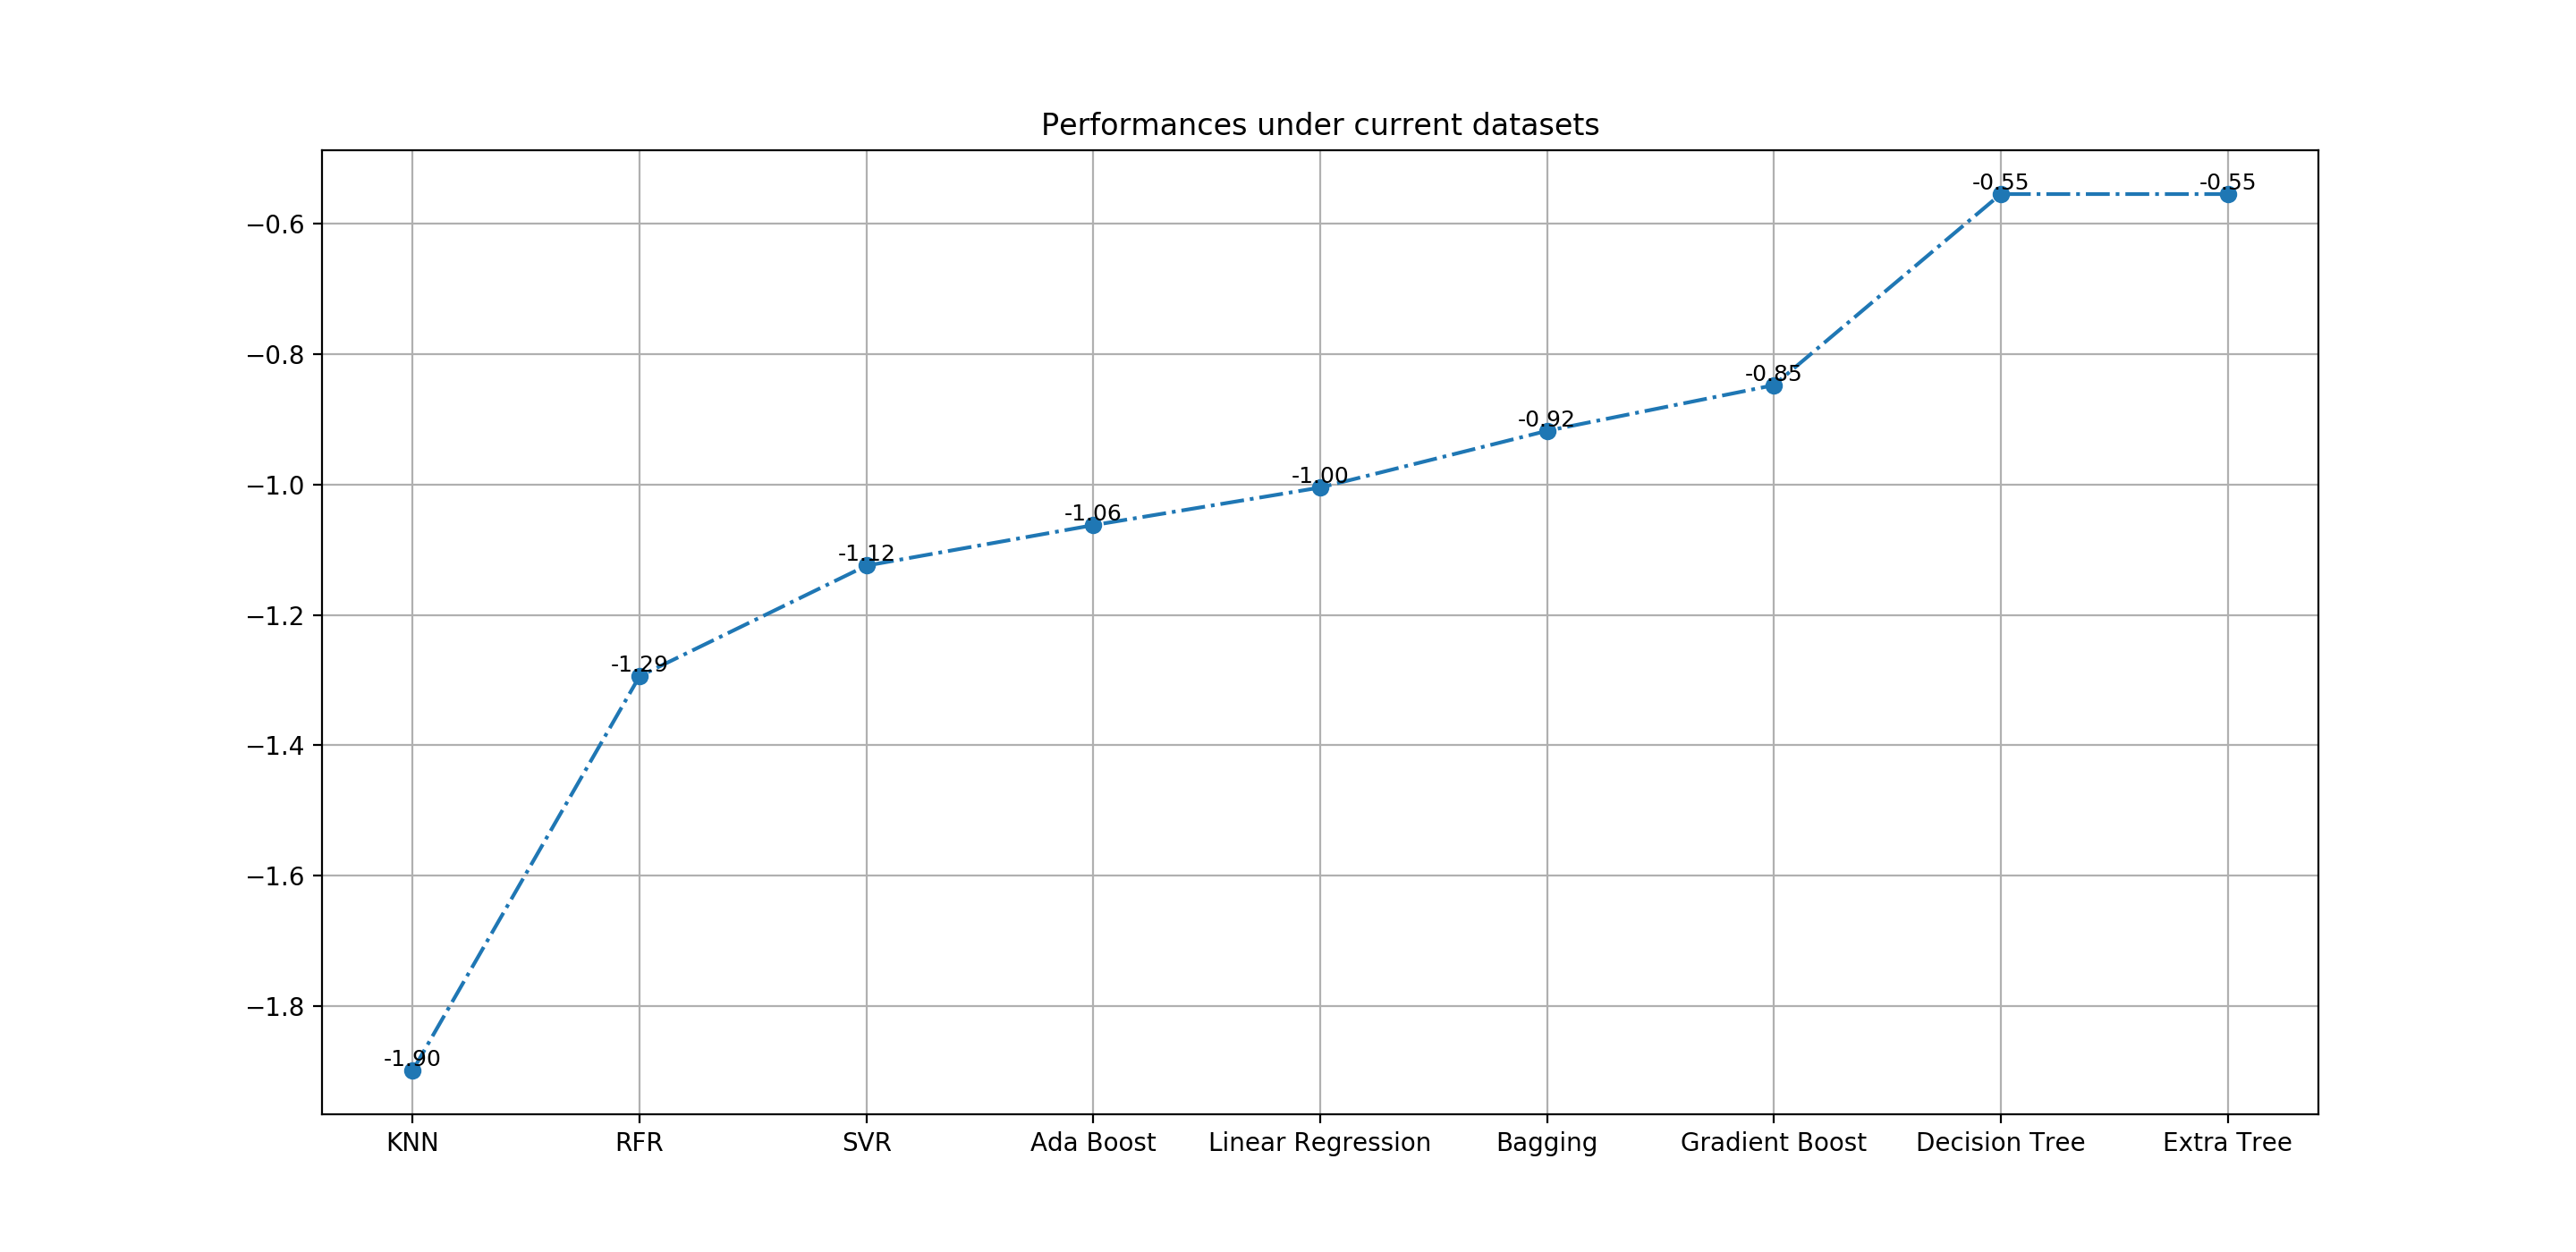 Performances under current datasets
−0.6
−0.8
−1.0
−1.2
−1.4
−1.6
−1.8
-1.90
-1.29
-1.12
-1.06
-1.00
-0.92
-0.85
-0.55
-0.55
KNN
RFR
SVR
Ada Boost
Linear Regression
Bagging
Gradient Boost
Decision Tree
Extra Tree